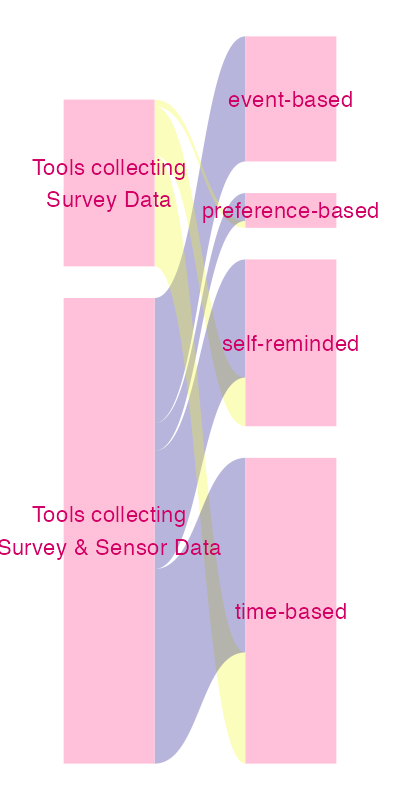 Tools collecting
Survey Data
Tools collecting
Survey & Sensor Data
event-based
preference-based
self-reminded
time-based